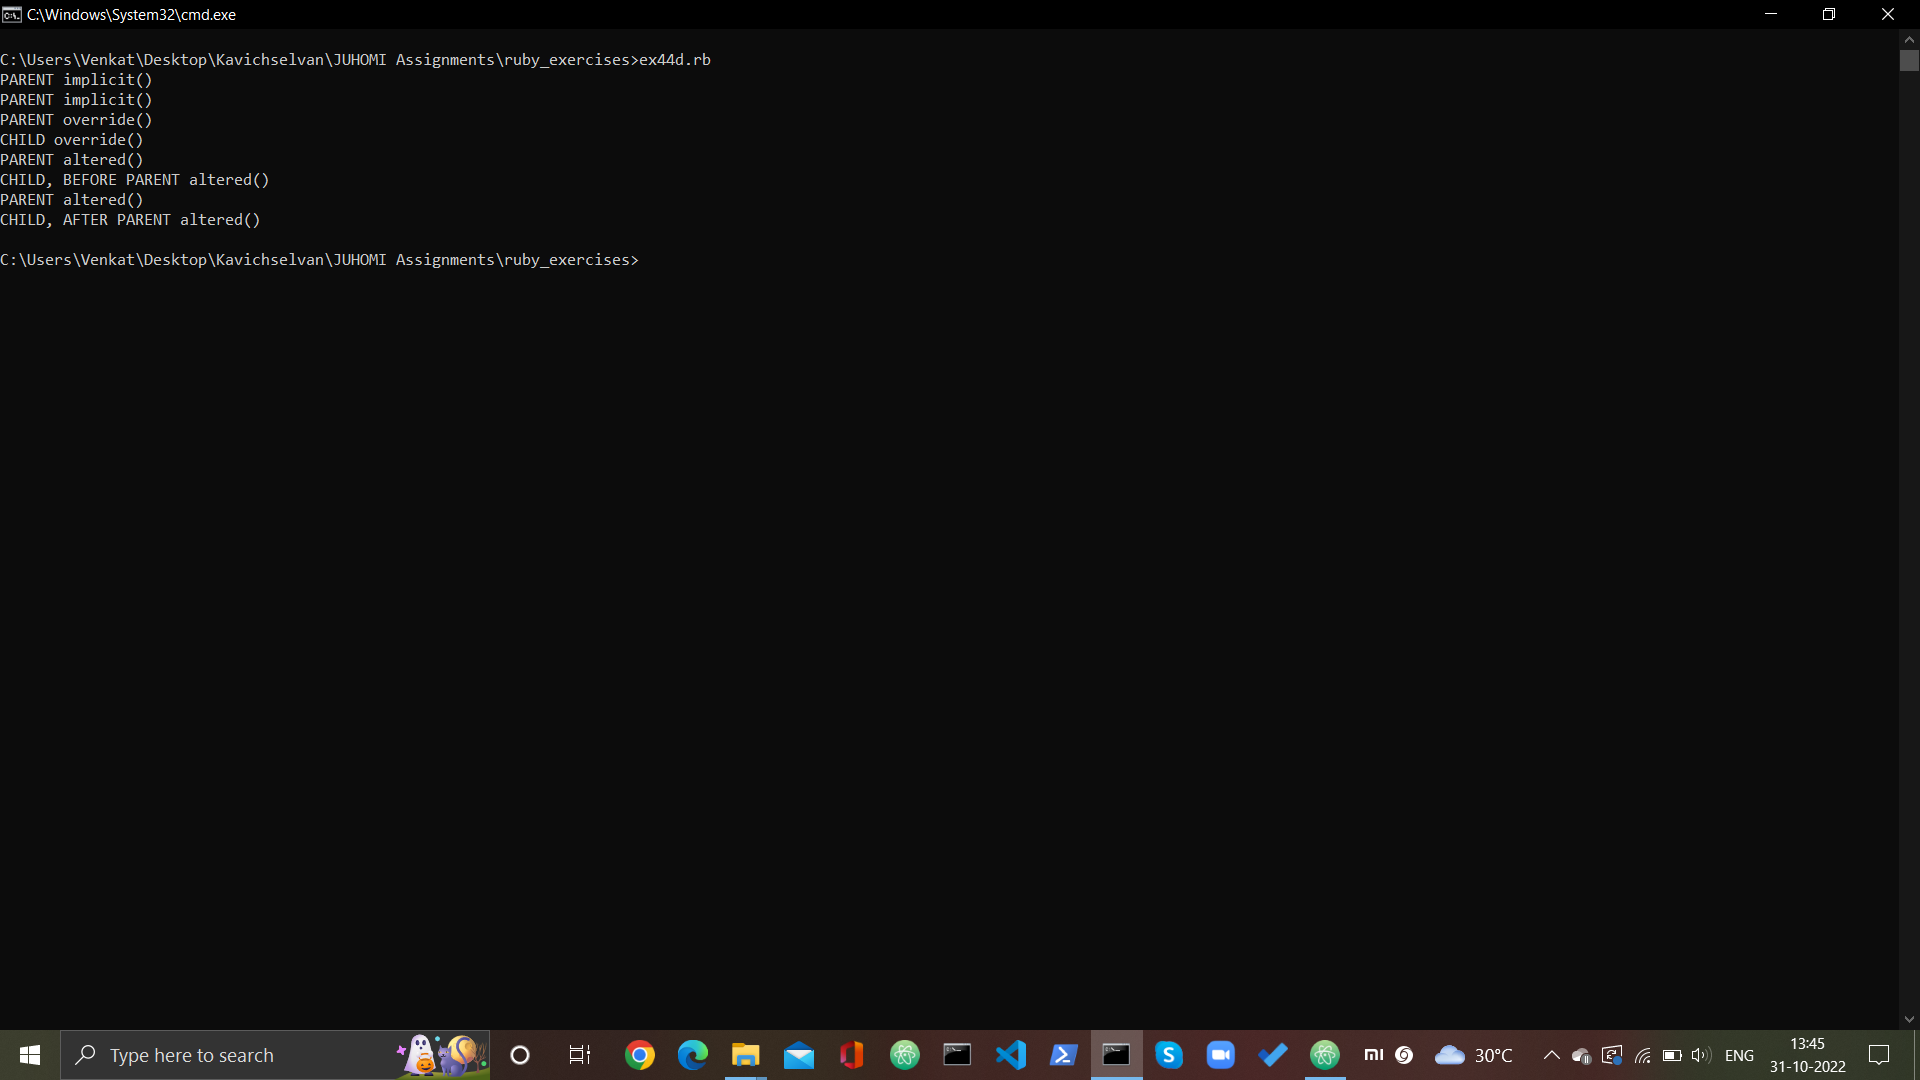 C:\Windows\System32\cmd.exe
C:\Users\Venkat\Desktop\Kavichselvan\JUHOMI Assignments\ruby_exercises>ex44d.rb
PARENT implicit()
PARENT implicit()
PARENT override()
CHILD override()
PARENT altered()
CHILD, BEFORE PARENT altered()
PARENT altered()
CHILD, AFTER PARENT altered()
C:\Users\Venkat\Desktop\Kavichselvan\JUHOMI Assignments\ruby_exercises>
Type here to search
30°C
ENG
13:45
31-10-2022